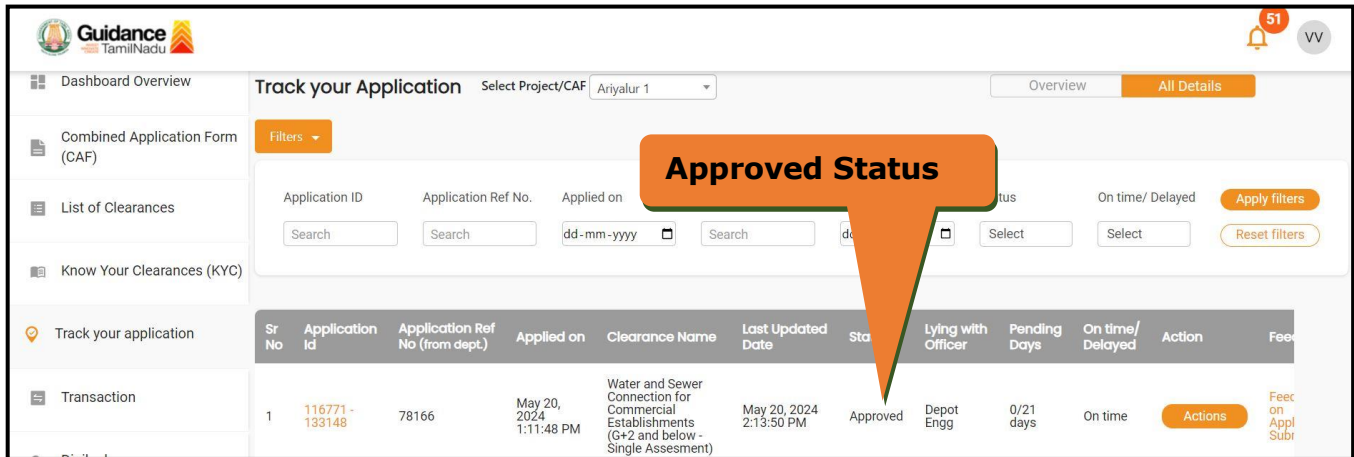 Guidance
TamilNadu
51
VV
Dashboard Overview
Track your Application
Select Project/CAF
Ariyalur 1
Overview
All Details
Combined Application Form
(CAF)
Filters
Approved Status
List of Clearances
Application ID
Application Ref No.
Applied on
On time/ Delayed
Apply filters
Search
Search
dd-mm-yyyy
Search
Select
Select
Reset filters
Know Your Clearances (KYC)
Track your application
Sr
No
Application
Id
Application Ref
No (from dept.)
Applied on
Clearance Name
Last Updated
Date
Lying with
Officer
Pending
Days
On time/
Delayed
Action
Transaction
1
116771 -
133148
78166
May 20,
2024
1:11:48 PM
Water and Sewer
Connection for
Commercial
Establishments
(G+2 and below -
Single Assesment)
May 20, 2024
2:13:50 PM
Approved
Depot
Engg
0/21
days
On time
Actions
on